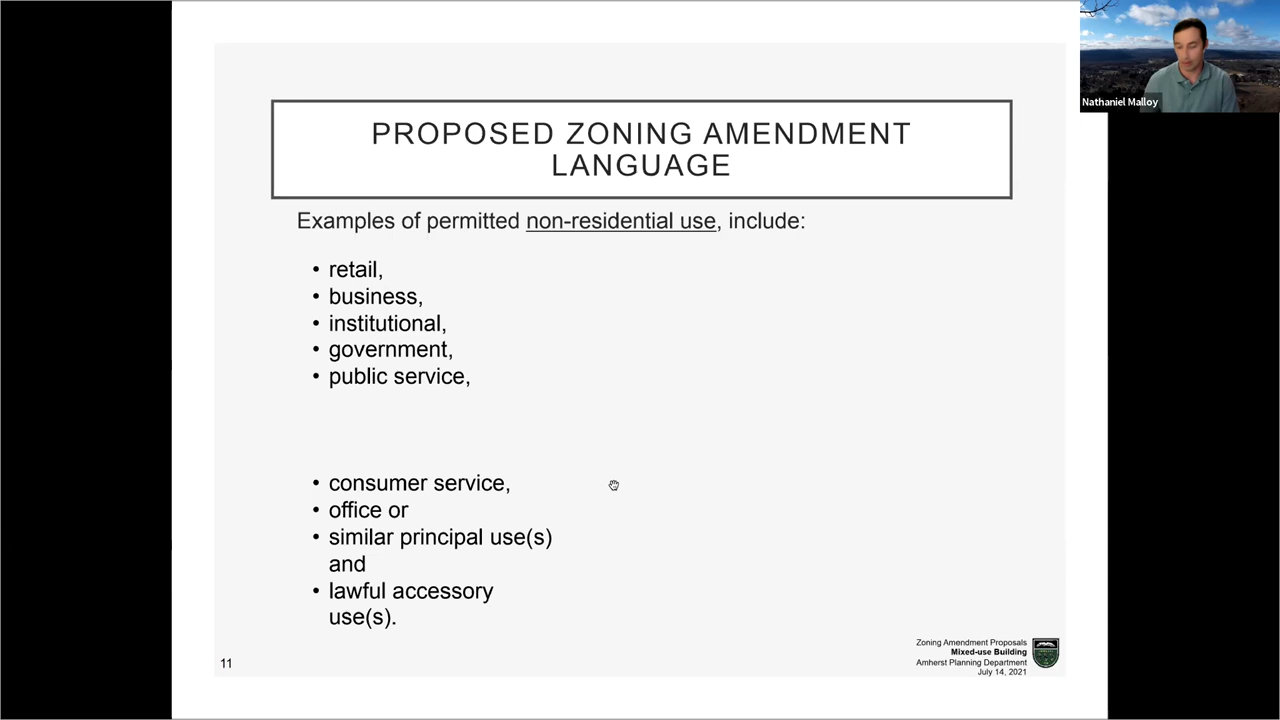 PROPOSED ZONING AMENDMENT
LANGUAGE
Examples of permitted non-residential use, include:
• retail,
• business,
• institutional,
• government,
• public service,
• consumer service,
• office or
• similar principal use(s)
and
• lawful accessory
use(s).
11
Zoning Amendment Proposals
Mixed-use Building
Amherst Planning Department
July 14, 2021
Nathaniel Malloy